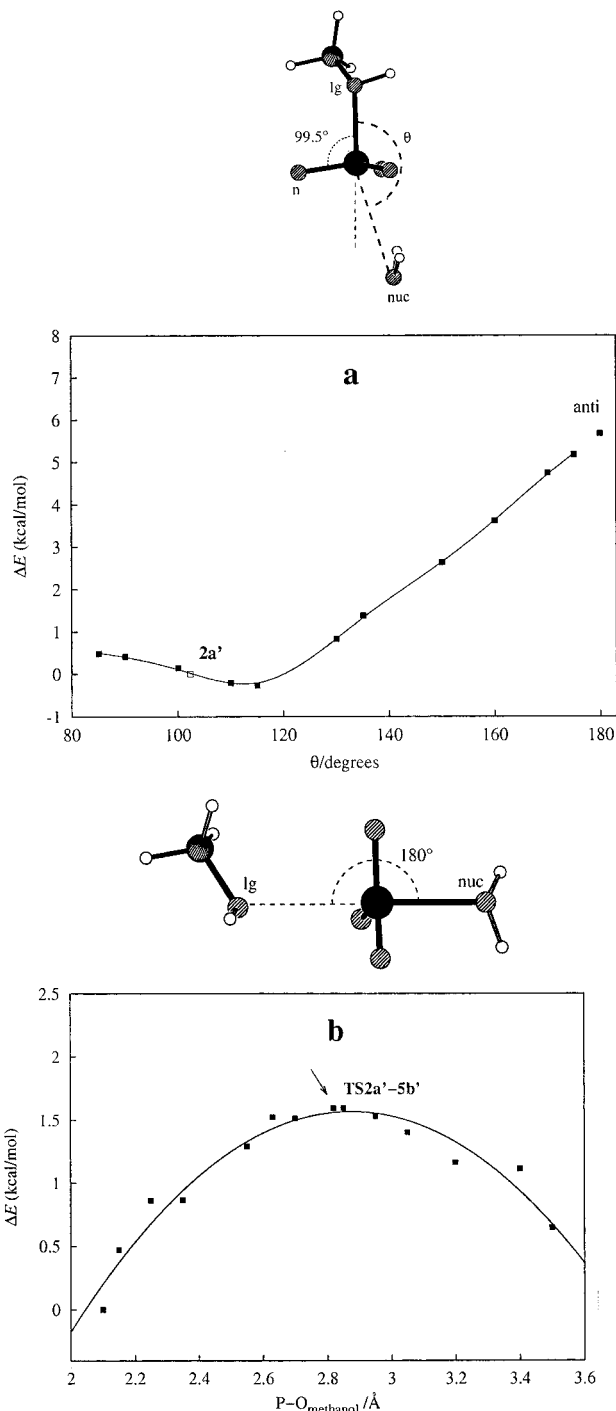 lg
99.5°
θ
n
nuc
a
anti
2a'
8
7
6
5
4
3
2
1
0
-1
ΔE (kcal/mol)
80 100 120 140 160 180
θ/degrees
lg
180°
nuc
b
TS2a'-5b'
2.5
2
1.5
1
0.5
0
ΔE (kcal/mol)
2 2.2 2.4 2.6 2.8 3 3.2 3.4 3.6
P-Omethanol/Å